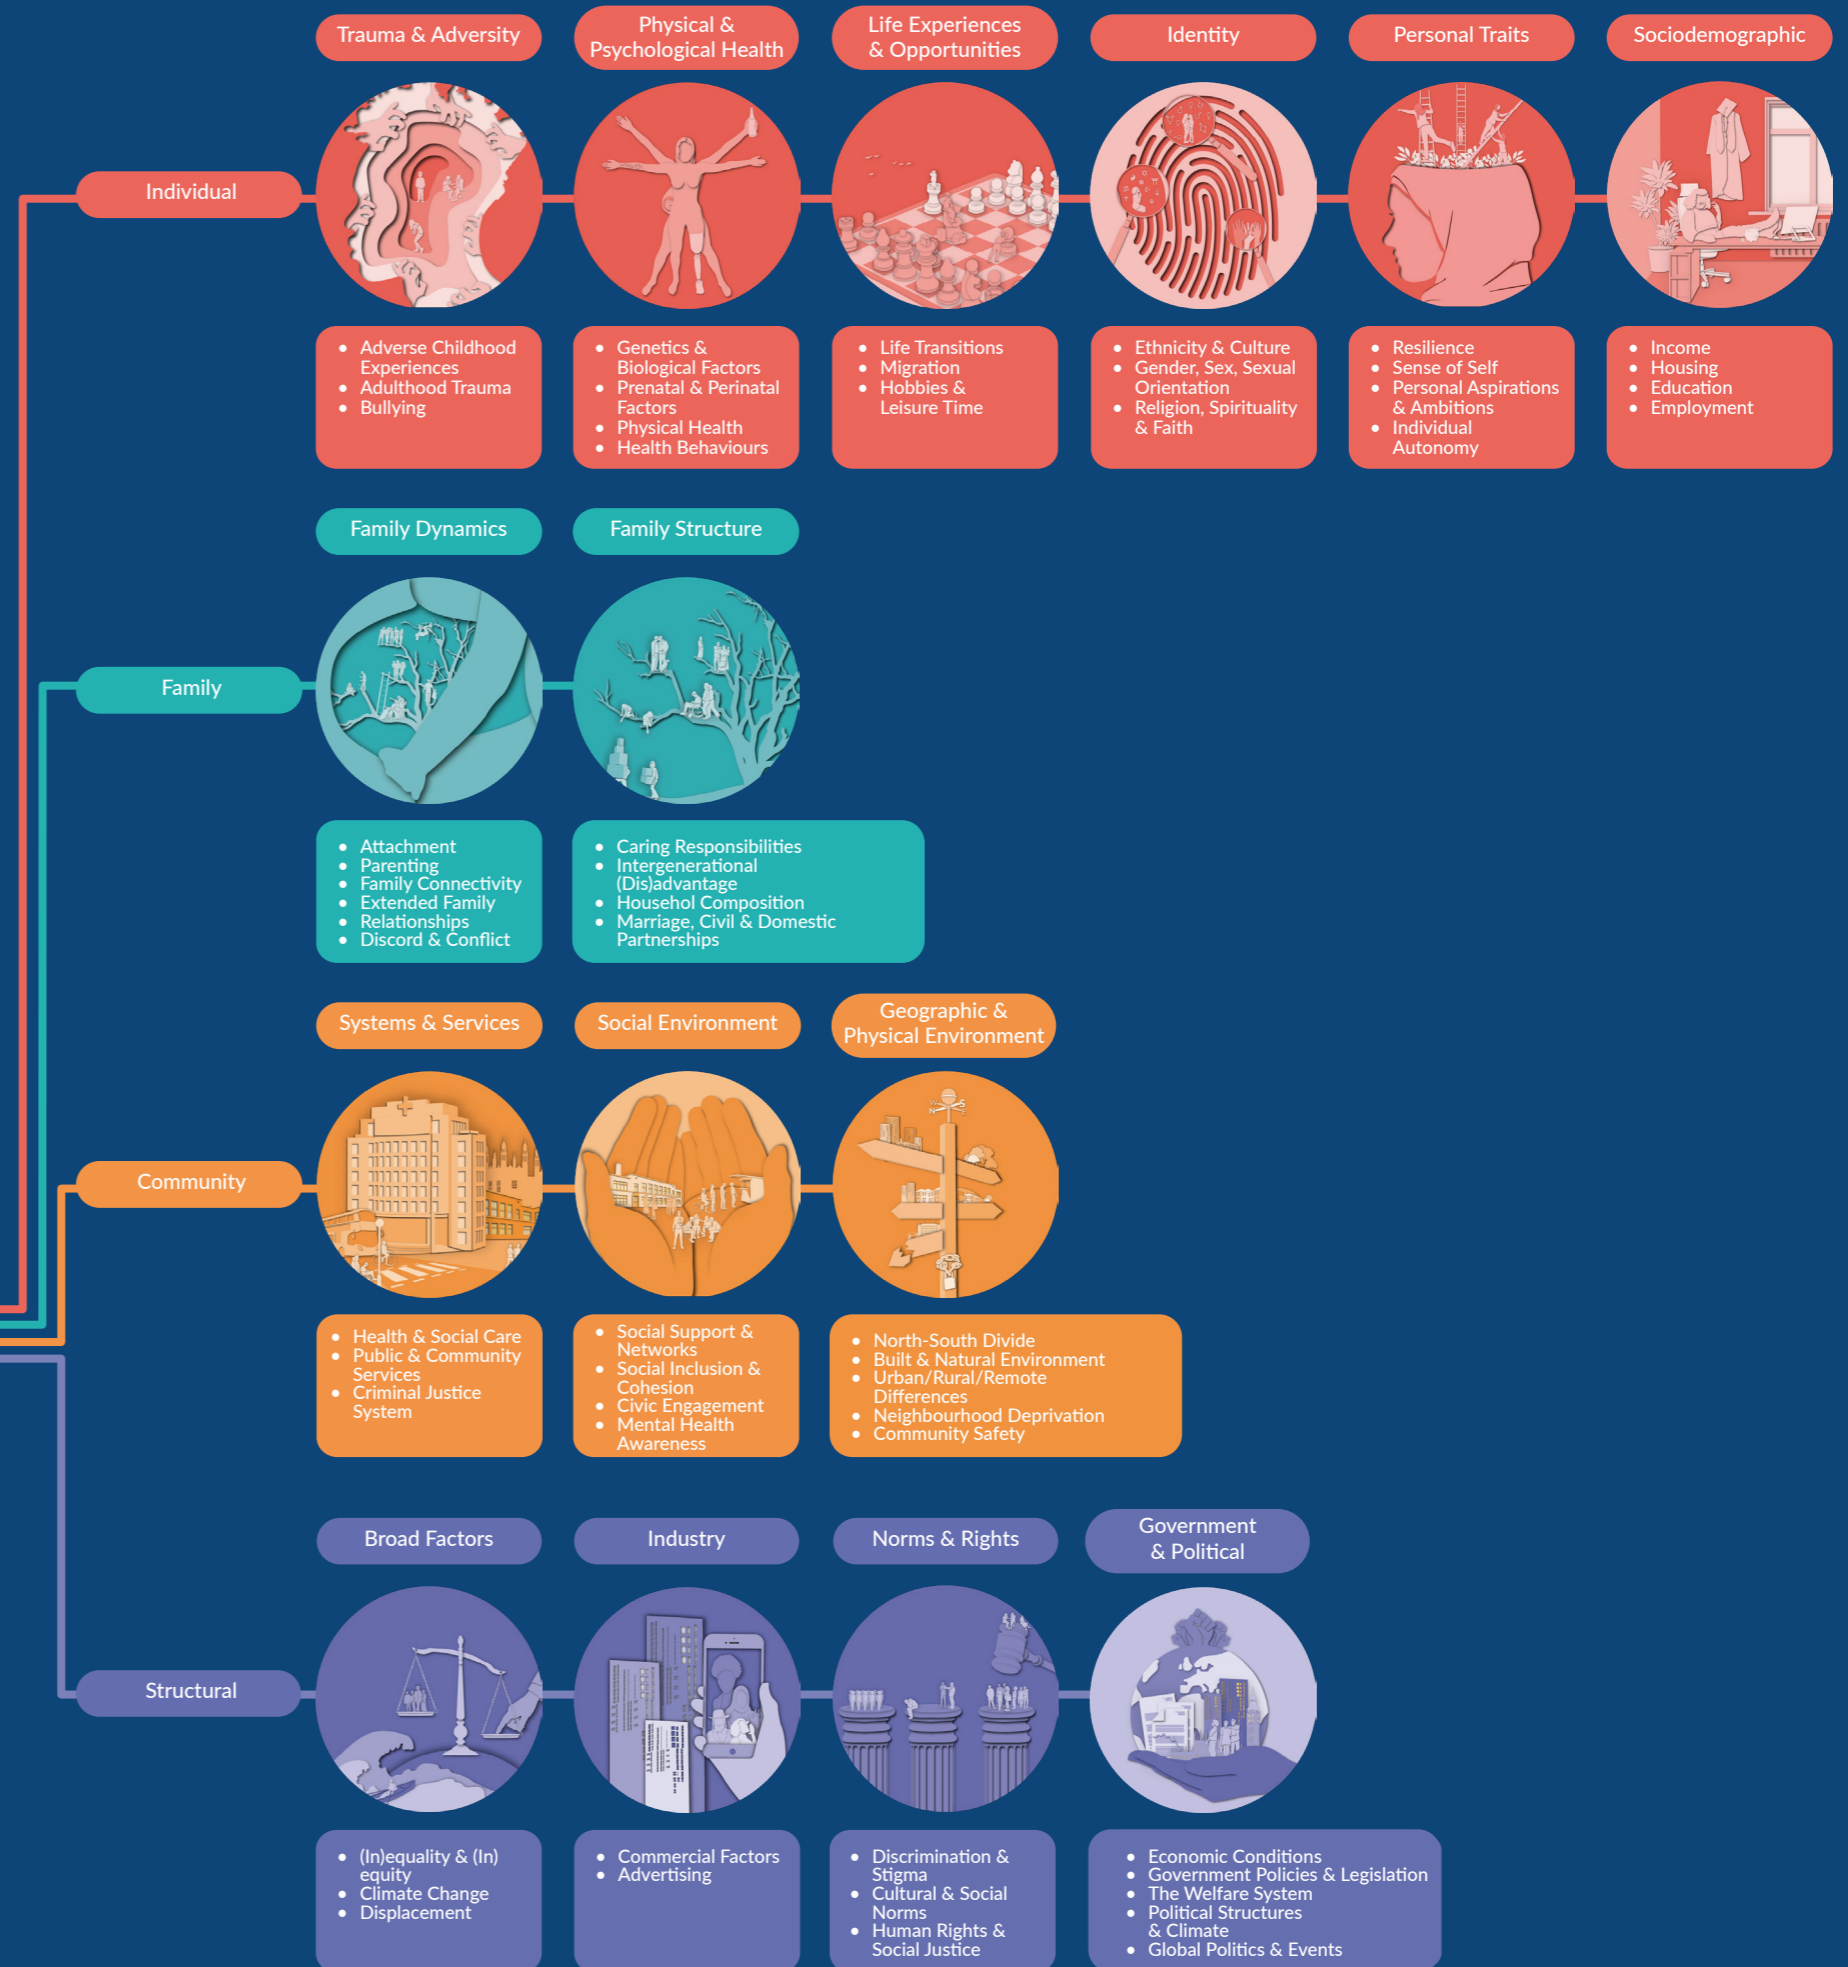 Trauma & Adversity
Physical &
Psychological Health
Life Experiences
& Opportunities
Identity
Personal Traits
Sociodemographic
Individual
• Adverse Childhood
Experiences
• Adulthood Trauma
• Bullying
• Genetics &
Biological Factors
• Prenatal & Perinatal
Factors
• Physical Health
• Health Behaviours
• Life Transitions
• Migration
• Hobbies &
Leisure Time
• Ethnicity & Culture
• Gender, Sex, Sexual
Orientation
• Religion, Spirituality
& Faith
• Resilience
• Sense of Self
• Personal Aspirations
& Ambitions
• Individual
Autonomy
• Income
• Housing
• Education
• Employment
Family Dynamics
Family Structure
Family
• Attachment
• Parenting
• Family Connectivity
• Extended Family
• Relationships
• Discord & Conflict
• Caring Responsibilities
• Intergenerational
(Dis)advantage
• Househol Composition
• Marriage, Civil & Domestic
Partnerships
Systems & Services
Social Environment
Geographic &
Physical Environment
W S
N E
Community
• Health & Social Care
• Public & Community
Services
• Criminal Justice
System
• Social Support &
Networks
• Social Inclusion &
Cohesion
• Civic Engagement
• Mental Health
Awareness
• North-South Divide
• Built & Natural Environment
• Urban/Rural/Remote
Differences
• Neighbourhood Deprivation
• Community Safety
Broad Factors
Industry
Norms & Rights
Government
& Political
Structural
• (In)equality & (In)
equity
• Climate Change
• Displacement
• Commercial Factors
• Advertising
• Discrimination &
Stigma
• Cultural & Social
Norms
• Human Rights &
Social Justice
• Economic Conditions
• Government Policies & Legislation
• The Welfare System
• Political Structures
& Climate
• Global Politics & Events